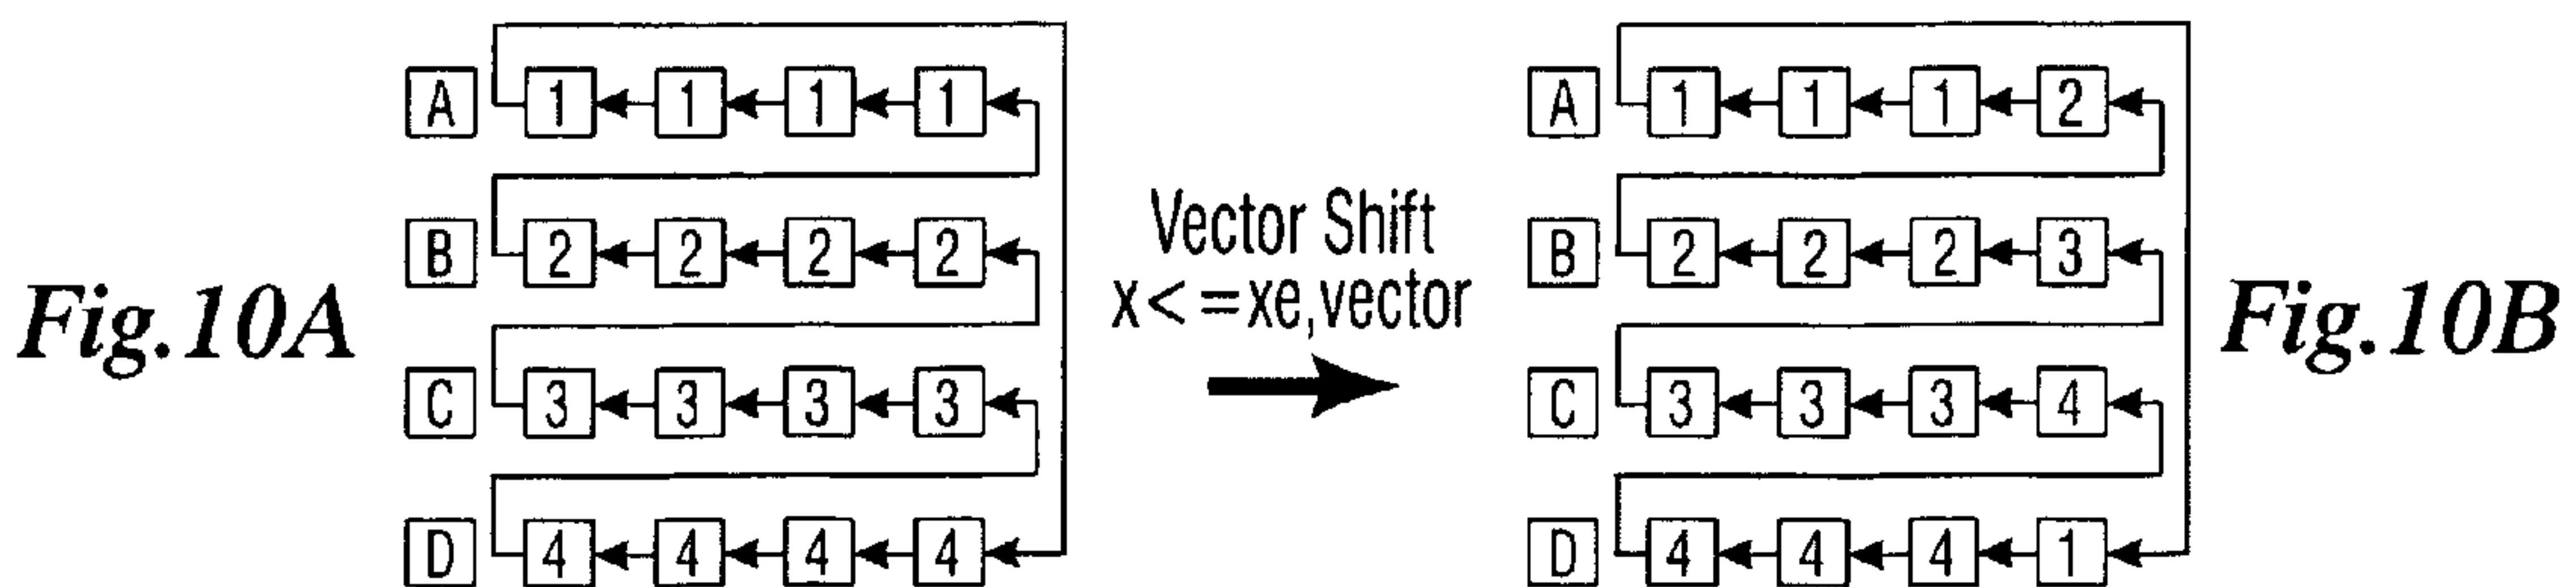 Fig.10A
A 1 1 1 1
B 2 2 2 2
C 3 3 3 3
D 4 4 4 4
Vector Shift
x<=xe,vector
A 1 1 1 2
B 2 2 2 3
C 3 3 3 4
D 4 4 4 1
Fig.10B